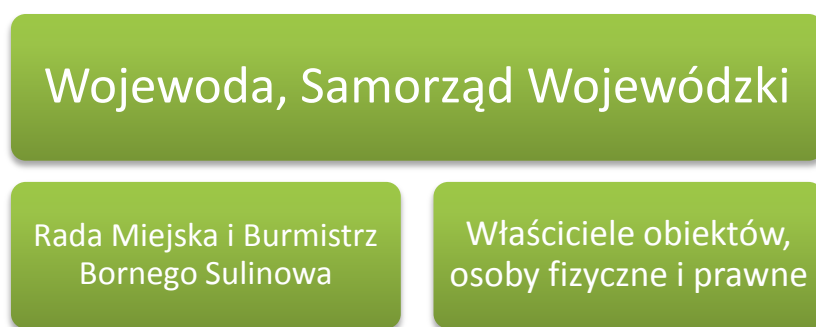 Wojewoda, Samorząd Wojewódzki
Rada Miejska i Burmistrz
Bornego Sulinowa
Właściciele obiektów,
osoby fizyczne i prawne